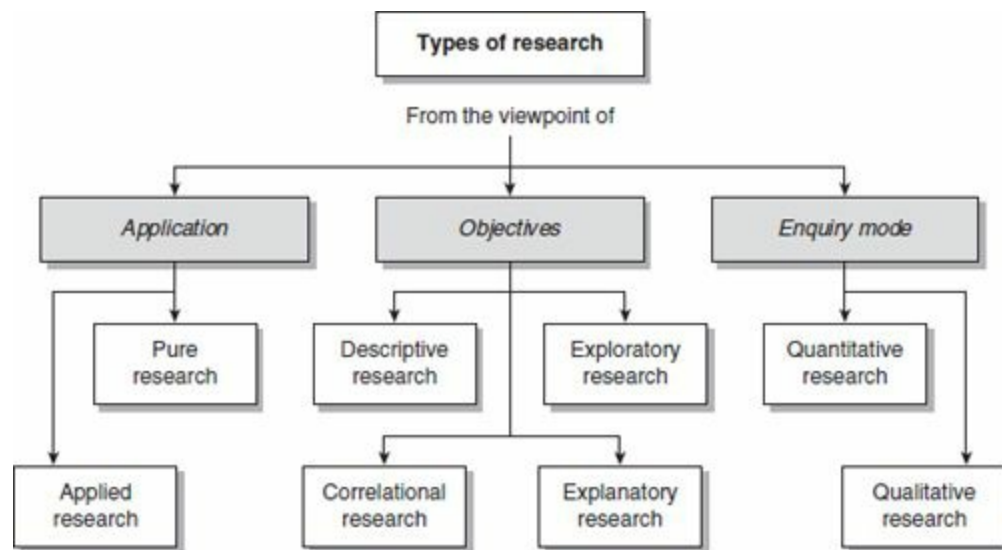 Types of research
From the viewpoint of
Application
Objectives
Enquiry mode
Pure
research
Descriptive
research
Exploratory
research
Quantitative
research
Applied
research
Correlational
research
Explanatory
research
Qualitative
research